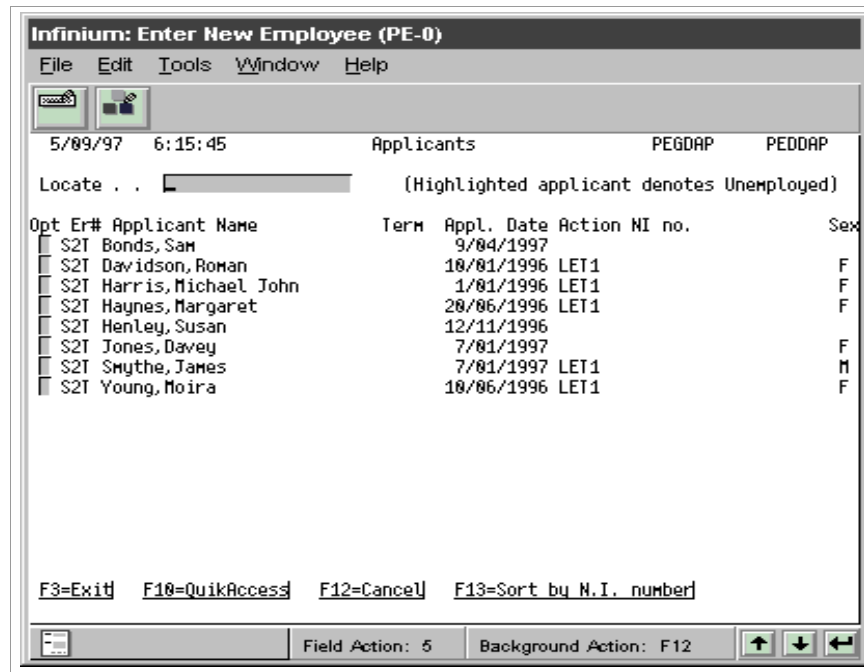 Infinium: Enter New Employee (PE-0)
File Edit Tools Window Help
5/09/97 6:15:45 Applicants PEGDAP PEDDAP
Locate . . (Highlighted applicant denotes Unemployed)
Opt Er# Applicant Name Term Appl. Date Action NI no. Sex
S2T Bonds,Sam 9/04/1997
S2T Davidson,Roman 10/01/1996 LET1 F
S2T Harris,Michael John 1/01/1996 LET1 F
S2T Haynes,Margaret 20/06/1996 LET1 F
S2T Henley,Susan 12/11/1996
S2T Jones,Davey 7/01/1997 F
S2T Smythe,James 7/01/1997 LET1 M
S2T Young,Moira 10/06/1996 LET1 F
F3=Exit F10=QuikAccess F12=Cancel F13=Sort by N.I. number
Field Action: 5 Background Action: F12